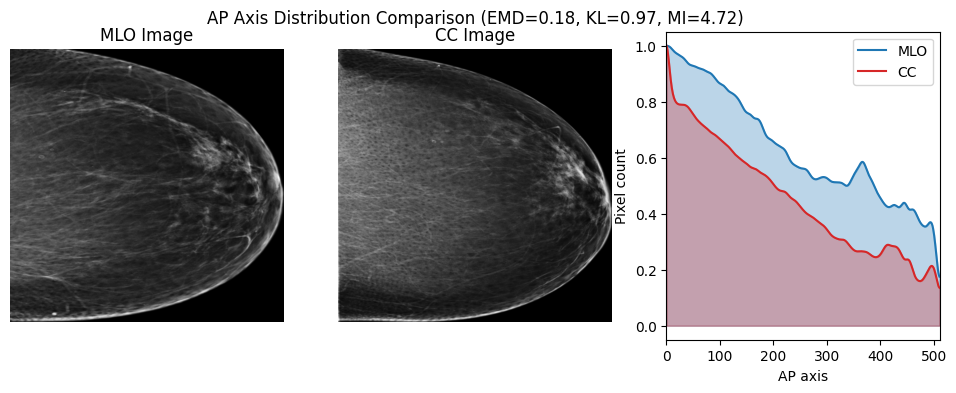 AP Axis Distribution Comparison (EMD=0.18, KL=0.97, MI=4.72)
MLO Image
CC Image
MLO
CC
Pixel count
1.0
0.8
0.6
0.4
0.2
0.0
0 100 200 300 400 500
AP axis